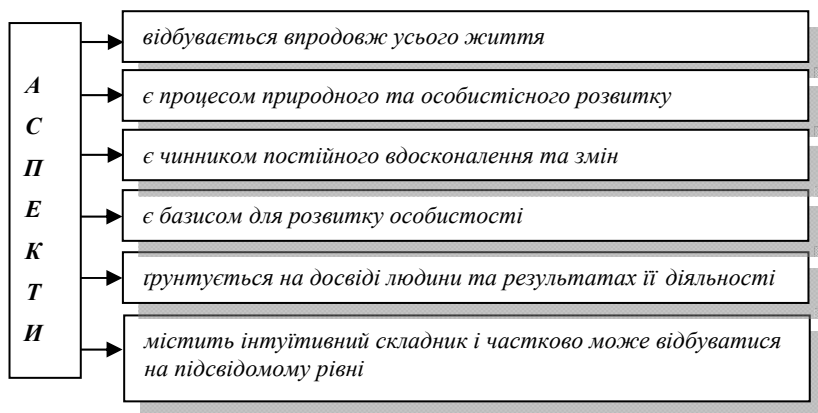 АСПЕКТИ
відбувається впродовж усього життя
є процесом природного та особистісного розвитку
є чинником постійного вдосконалення та змін
є базисом для розвитку особистості
ґрунтується на досвіді людини та результатах її діяльності
містить інтуїтивний складник і частково може відбуватися
на підсвідомому рівні